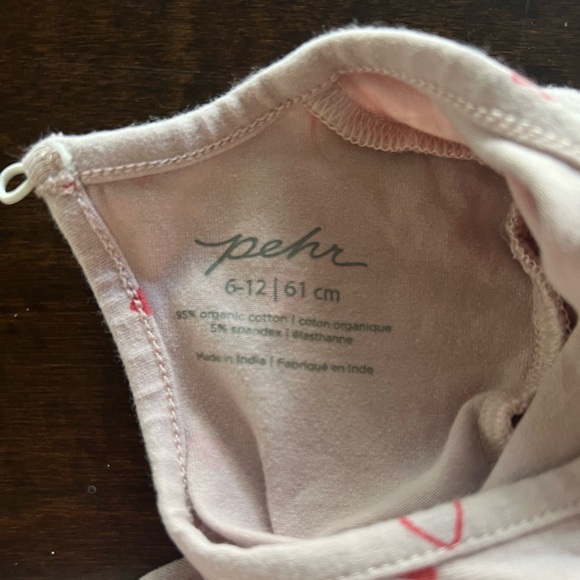 pehr
6-12 | 61 cm
95% organic cotton | coton organique
5% spandex | élasthanne
Made in India | Fabriqué en Inde